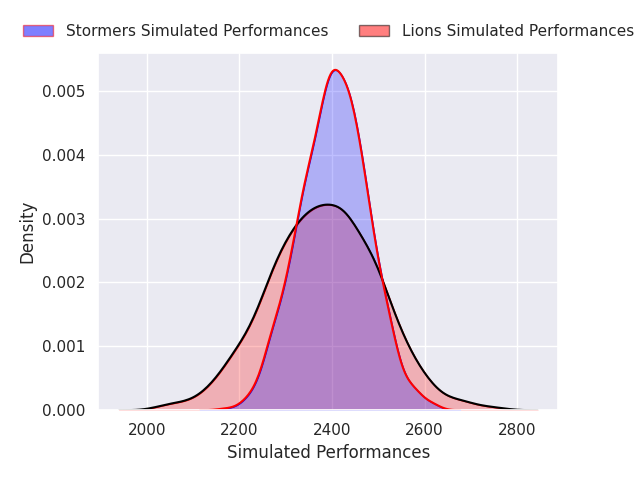 Stormers Simulated Performances Lions Simulated Performances
0.005
0.004
0.003
0.002
0.001
0.000
Density
2000 2200 2400 2600 2800
Simulated Performances